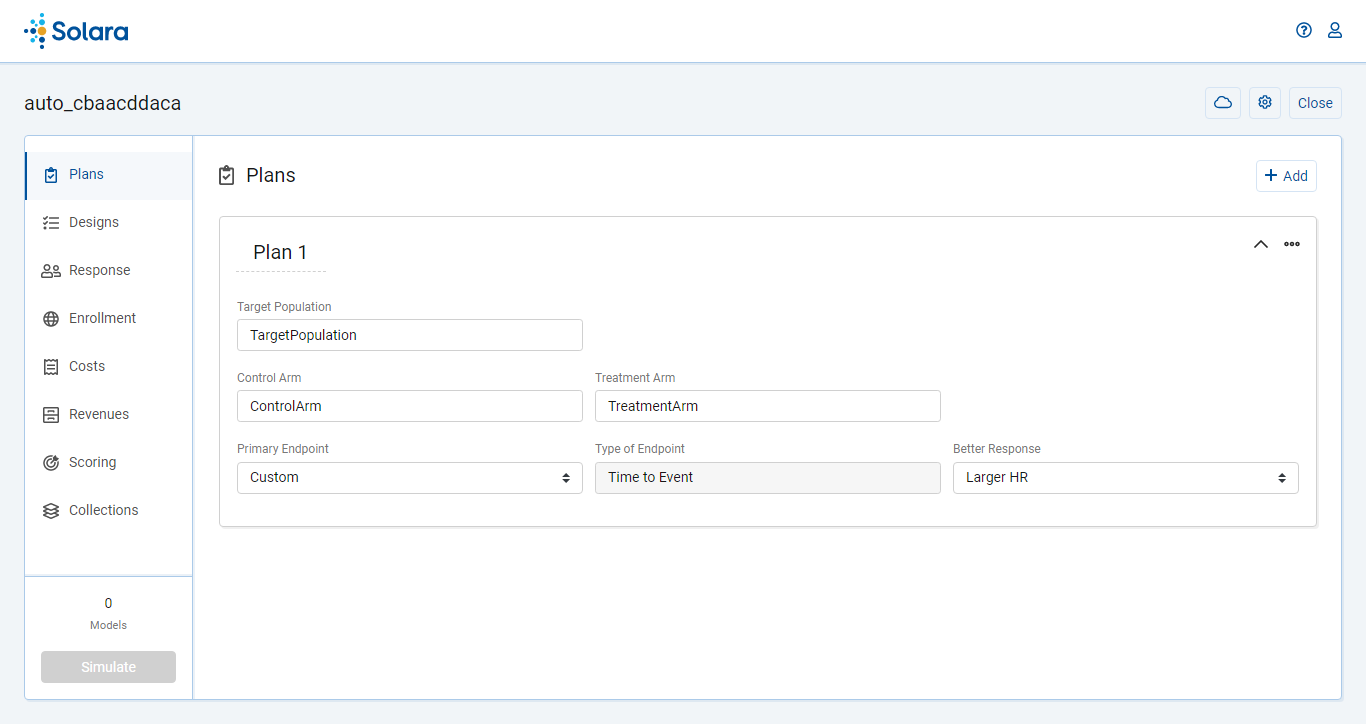 Solara
auto_cbaacddaca
Close
Plans
Designs
Response
Enrollment
Costs
Revenues
Scoring
Collections
0
Models
Simulate
Plans
Add
Plan 1
Target Population
TargetPopulation
Control Arm
Treatment Arm
ControlArm
TreatmentArm
Primary Endpoint
Type of Endpoint
Better Response
Custom
Time to Event
Larger HR